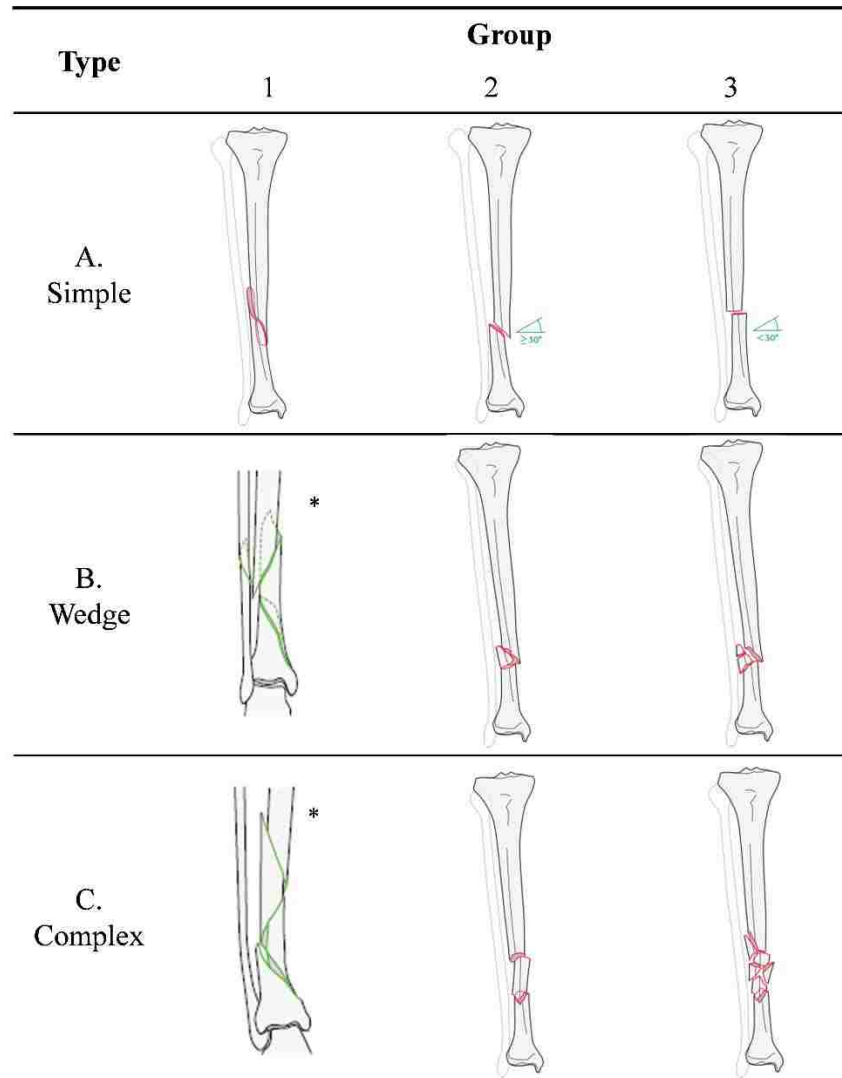 Type
Group
1 2 3
A.
Simple
≥30°
<30°
*
B.
Wedge
*
C.
Complex